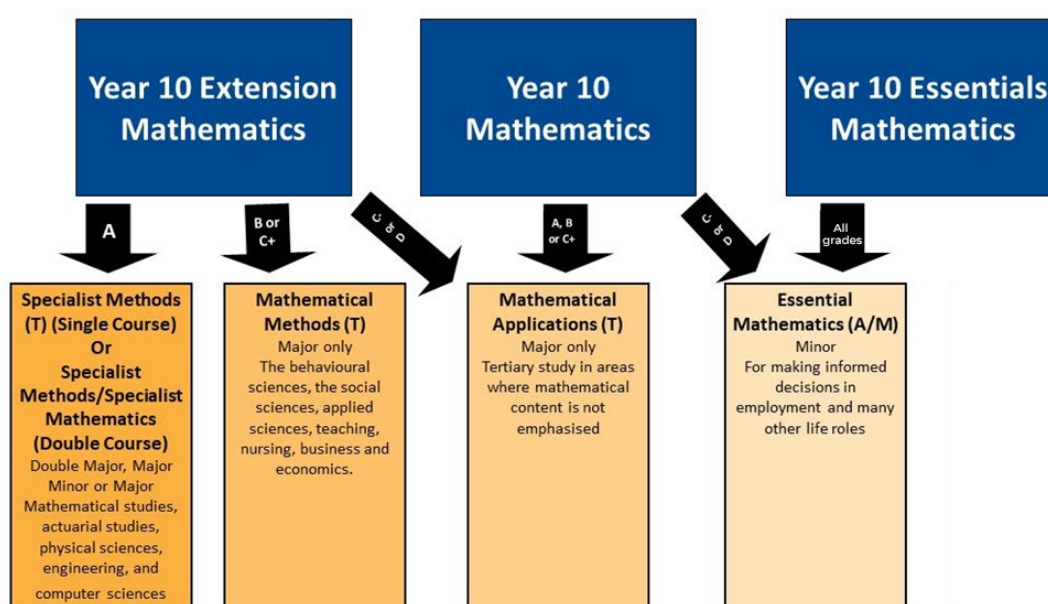 Year 10 Extension
Mathematics
Year 10
Mathematics
Year 10 Essentials
Mathematics
A
B or
C+
C- or D
A, B
or C+
C- or D
All
grades
Specialist Methods
(T) (Single Course)
Or
Specialist
Methods/Specialist
Mathematics
(Double Course)
Double Major, Major
Minor or Major
Mathematical studies,
actuarial studies,
physical sciences,
engineering, and
computer sciences
Mathematical
Methods (T)
Major only
The behavioural
sciences, the social
sciences, applied
sciences, teaching,
nursing, business and
economics.
Mathematical
Applications (T)
Major only
Tertiary study in areas
where mathematical
content is not
emphasised
Essential
Mathematics (A/M)
Minor
For making informed
decisions in
employment and many
other life roles